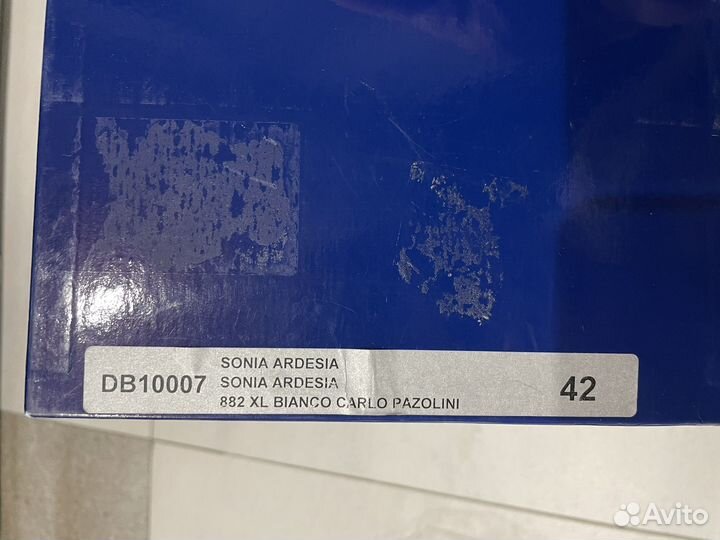 SONIA ARDESIA
DB10007 SONIA ARDESIA 42
882 XL BIANCO CARLO PAZOLINI
Avito